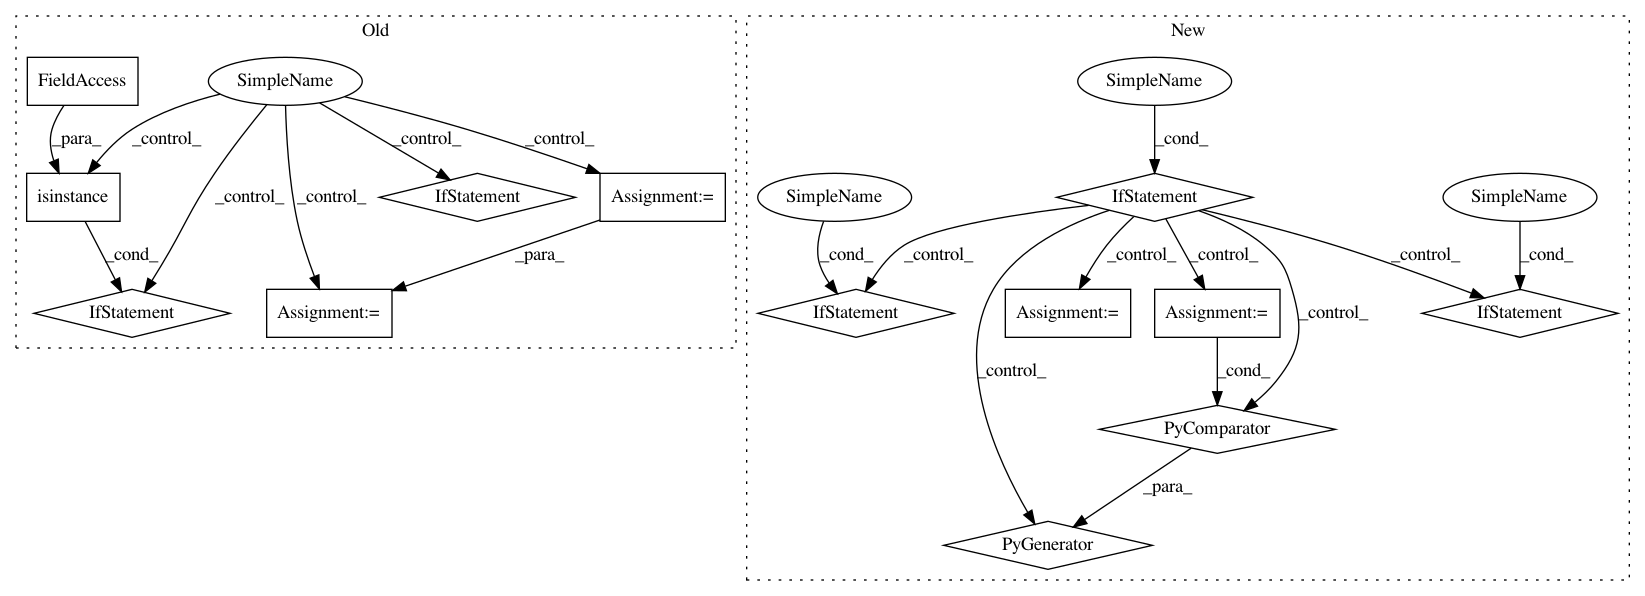 Old
New
FieldAccess
SimpleName
SimpleName
_para_
_control_
_control_
_control_
_cond_
isinstance
IfStatement
Assignment:=
SimpleName
IfStatement
SimpleName
_control_
_control_
_cond_
_para_
_cond_
_control_
_control_
_control_
_control_
_cond_
IfStatement
Assignment:=
IfStatement
Assignment:=
Assignment:=
_control_
IfStatement
_control_
_cond_
PyComparator
_para_
PyGenerator